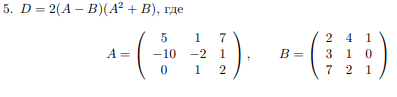 5. D = 2(A − B)(A² + B), где
A = ( 5 1 7
−10 −2 1
0 1 2 ), B = ( 2 4 1
3 1 0
7 2 1 )